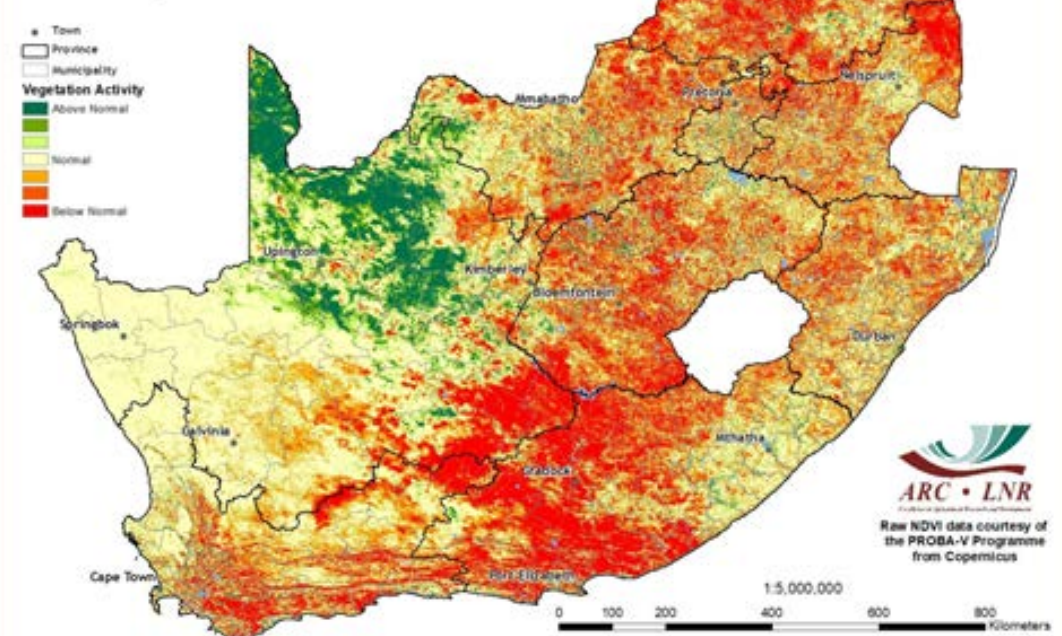 Town
Province
Municipality
Vegetation Activity
Above Normal
Normal
Below Normal
Nelspruit
Pretoria
Mmabatho
Upington
Kimberley
Bloemfontein
Springbok
Durban
Calvinia
Mthatha
Cape Town
Port Elizabeth
ARC • LNR
Raw NDVI data courtesy of
the PROBA-V Programme
from Copernicus
1:5,000,000
0 100 200 400 600 800
Kilometers